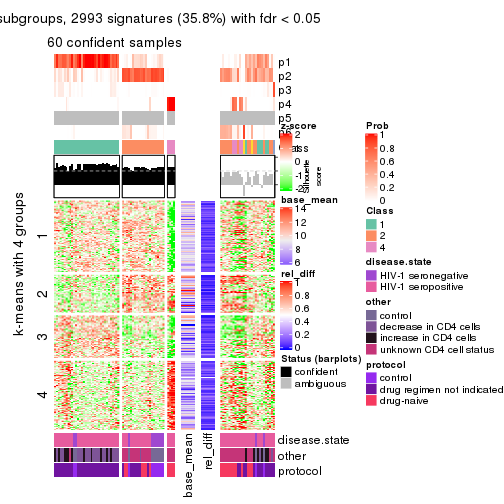 subgroups, 2993 signatures (35.8%) with fdr < 0.05
60 confident samples
p1
p2
p3
p4
p5
z-score
2
1
0
-1
-2
Silhouette
score
base_mean
14
12
10
8
6
rel_diff
1
0.8
0.6
0.4
0.2
0
Status (barplots)
confident
ambiguous
Prob
1
0.8
0.6
0.4
0.2
0
Class
1
2
4
disease.state
HIV-1 seronegative
HIV-1 seropositive
other
control
decrease in CD4 cells
increase in CD4 cells
unknown CD4 cell status
protocol
control
drug regimen not indicated
drug-naive
k-means with 4 groups
1
2
3
4
disease.state
other
protocol
base_mean
rel_diff